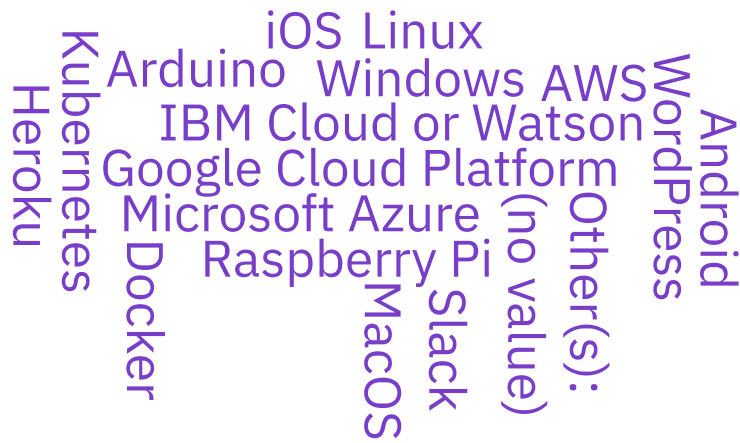 iOS
Linux
Arduino
Windows
AWS
IBM Cloud or Watson
Google Cloud Platform
Microsoft Azure
Raspberry Pi
Heroku
Kubernetes
Docker
MacOS
Slack
(no value)
Other(s):
WordPress
Android